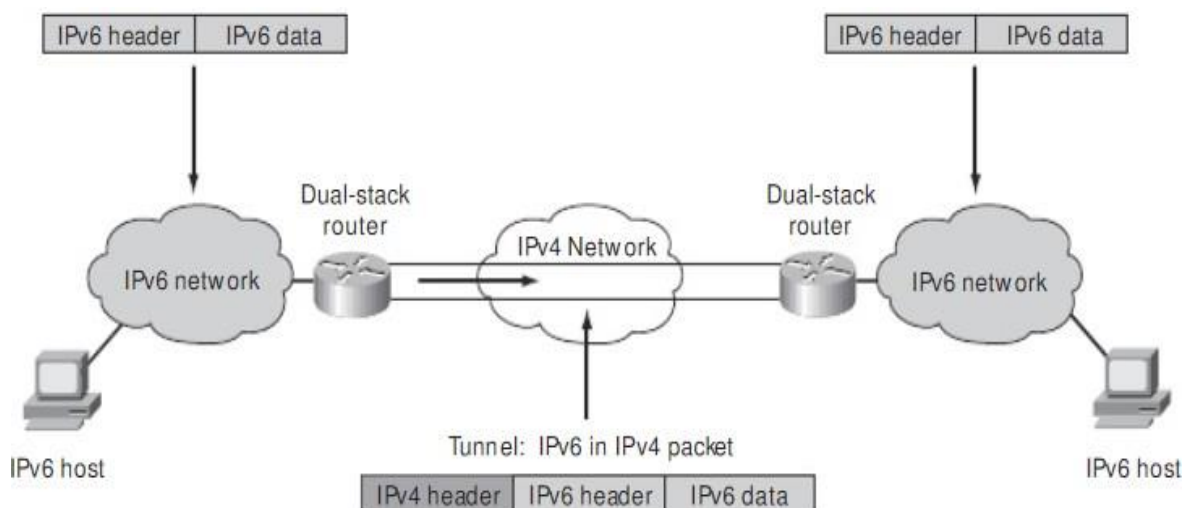 IPv6 header IPv6 data
IPv6 header IPv6 data
Dual-stack
router
Dual-stack
router
IPv6 network
IPv4 Network
IPv6 network
IPv6 host
Tunnel: IPv6 in IPv4 packet
IPv6 host
IPv4 header IPv6 header IPv6 data